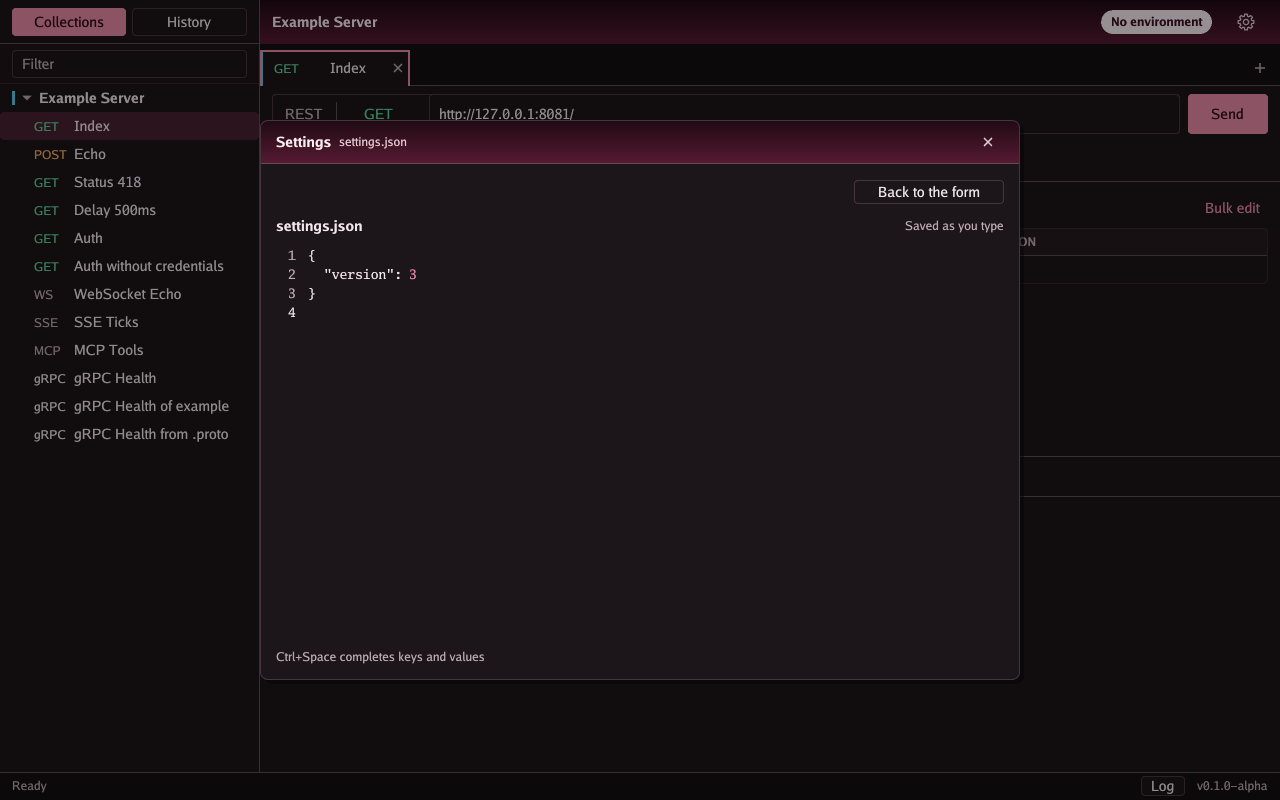 Collections
History
Example Server
No environment
Filter
GET Index
Example Server
GET Index
POST Echo
GET Status 418
GET Delay 500ms
GET Auth
GET Auth without credentials
WS WebSocket Echo
SSE SSE Ticks
MCP MCP Tools
gRPC gRPC Health
gRPC gRPC Health of example
gRPC gRPC Health from .proto
REST GET http://127.0.0.1:8081/
Send
Bulk edit
Settings settings.json
Back to the form
settings.json
Saved as you type
1 {
2 "version": 3
3 }
4
Ctrl+Space completes keys and values
Ready
Log
v0.1.0-alpha